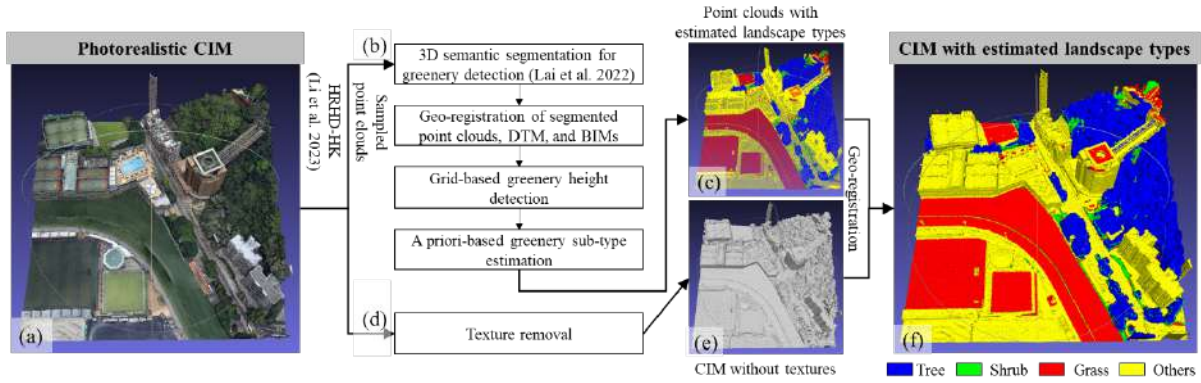 Photorealistic CIM
(a)
HRHD-HK
(Li et al. 2023)
Sampled
point clouds
(b)
3D semantic segmentation for
greenery detection (Lai et al. 2022)
Geo-registration of segmented
point clouds, DTM, and BIMs
Grid-based greenery height
detection
A priori-based greenery sub-type
estimation
(d)
Texture removal
Point clouds with
estimated landscape types
(c)
(e)
CIM without textures
Geo-registration
CIM with estimated landscape types
(f)
Tree
Shrub
Grass
Others